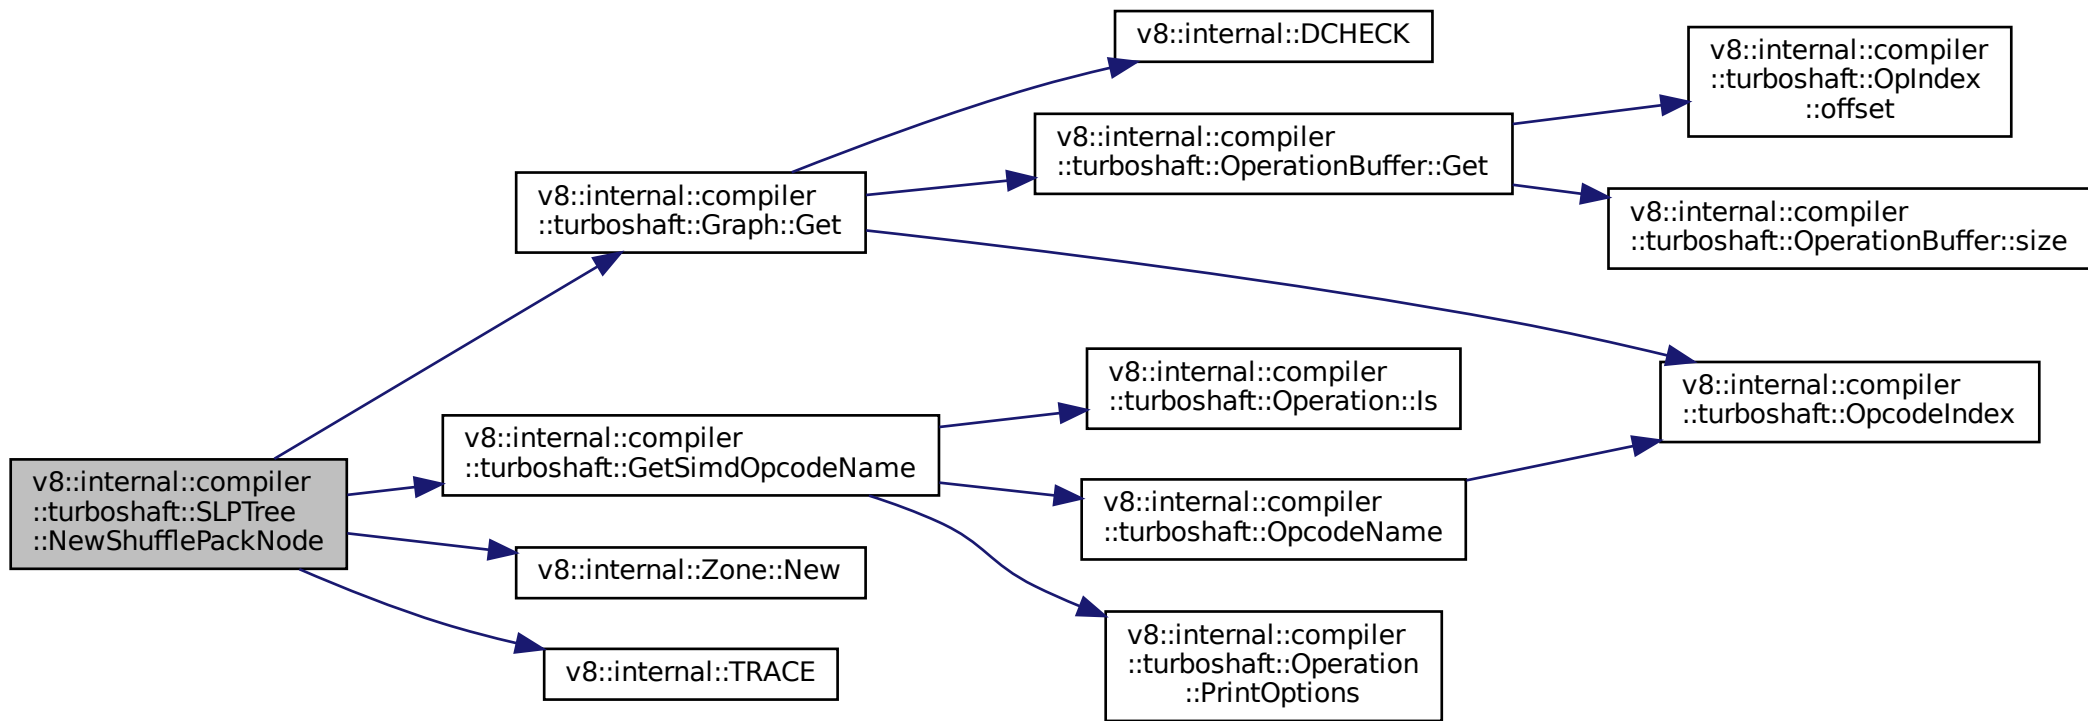 v8::internal::DCHECK
v8::internal::compiler
::turboshaft::OpIndex
::offset
v8::internal::compiler
::turboshaft::OperationBuffer::Get
v8::internal::compiler
::turboshaft::Graph::Get
v8::internal::compiler
::turboshaft::OperationBuffer::size
v8::internal::compiler
::turboshaft::Operation::Is
v8::internal::compiler
::turboshaft::OpcodeIndex
v8::internal::compiler
::turboshaft::GetSimdOpcodeName
v8::internal::compiler
::turboshaft::SLPTree
::NewShufflePackNode
v8::internal::compiler
::turboshaft::OpcodeName
v8::internal::Zone::New
v8::internal::compiler
::turboshaft::Operation
::PrintOptions
v8::internal::TRACE